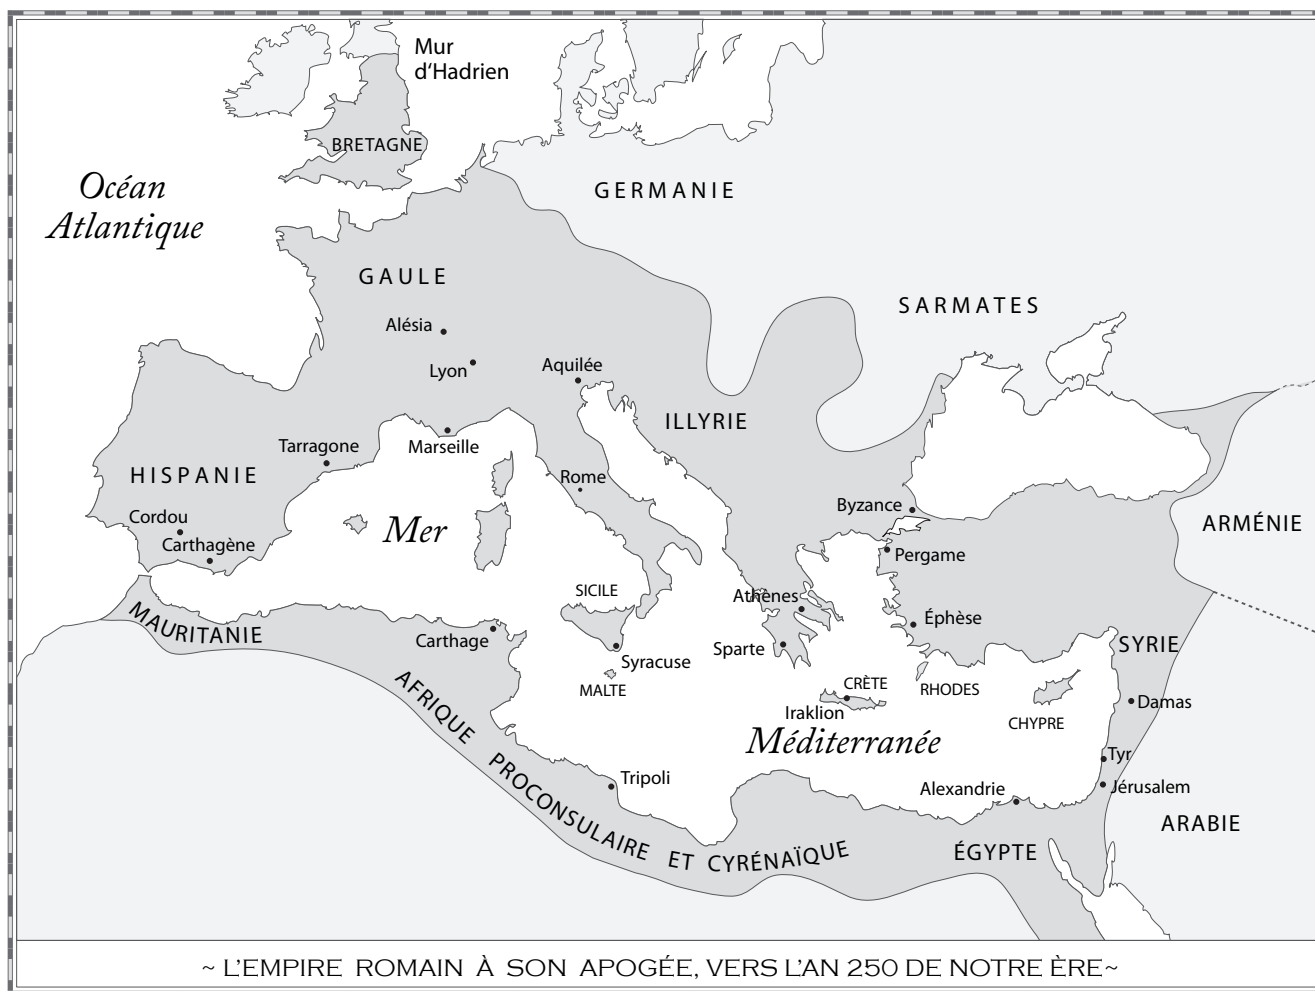 Mur
d'Hadrien
BRETAGNE
Océan
Atlantique
GERMANIE
GAULE
SARMATES
Alésia
Lyon
Aquilée
ILLYRIE
Marseille
Tarragone
HISPANIE
Rome
Byzance
Cordou
Carthagène
Mer
ARMÉNIE
Pergame
SICILE
Athènes
MAURITANIE
Carthage
Éphèse
Sparte
SYRIE
Syracuse
MALTE
CRÈTE
RHODES
Iraklion
CHYPRE
Damas
Méditerranée
Tyr
Tripoli
Alexandrie
Jérusalem
AFRIQUE PROCONSULAIRE ET CYRÉNAÏQUE
ÉGYPTE
ARABIE
~ L'EMPIRE ROMAIN À SON APOGÉE, VERS L'AN 250 DE NOTRE ÈRE~